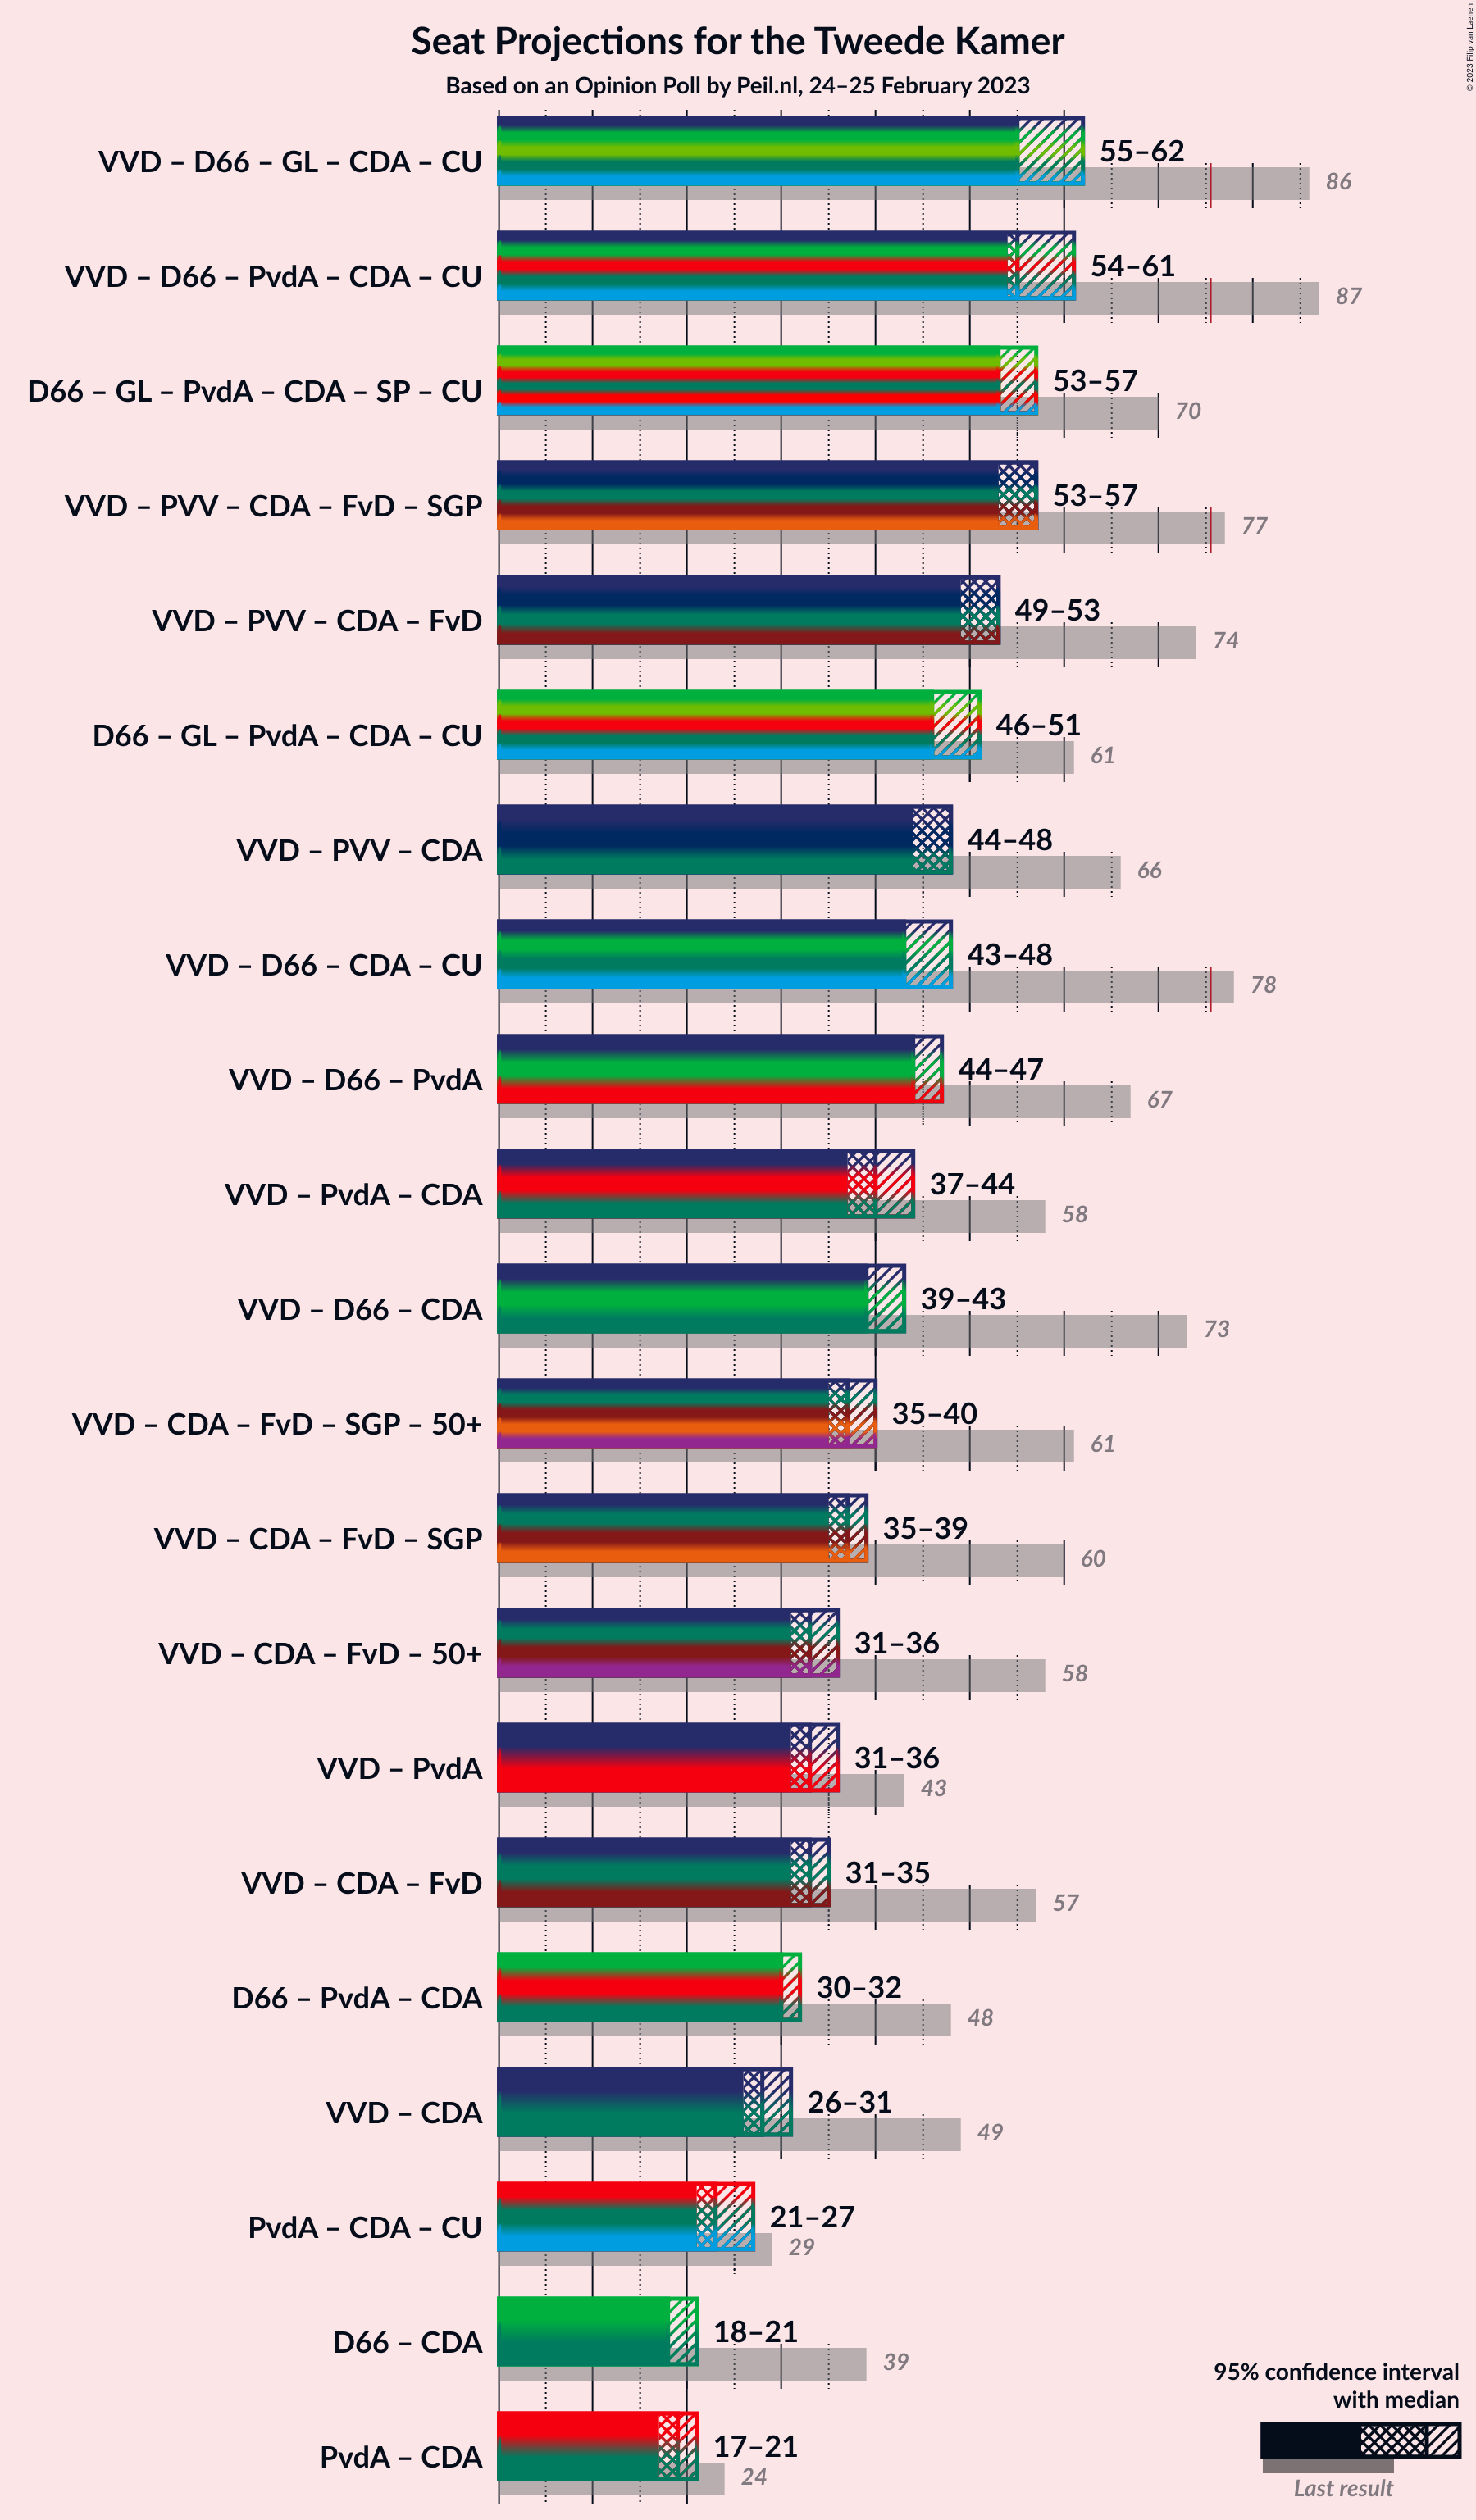 © 2023 Filip van Laenen
Seat Projections for the Tweede Kamer
Based on an Opinion Poll by Peil.nl, 24–25 February 2023
VVD – D66 – GL – CDA – CU
55–62
86
VVD – D66 – PvdA – CDA – CU
54–61
87
D66 – GL – PvdA – CDA – SP – CU
53–57
70
VVD – PVV – CDA – FvD – SGP
53–57
77
VVD – PVV – CDA – FvD
49–53
74
D66 – GL – PvdA – CDA – CU
46–51
61
VVD – PVV – CDA
44–48
66
VVD – D66 – CDA – CU
43–48
78
VVD – D66 – PvdA
44–47
67
VVD – PvdA – CDA
37–44
58
VVD – D66 – CDA
39–43
73
VVD – CDA – FvD – SGP – 50+
35–40
61
VVD – CDA – FvD – SGP
35–39
60
VVD – CDA – FvD – 50+
31–36
58
VVD – PvdA
31–36
43
VVD – CDA – FvD
31–35
57
D66 – PvdA – CDA
30–32
48
VVD – CDA
26–31
49
PvdA – CDA – CU
21–27
29
D66 – CDA
18–21
39
PvdA – CDA
17–21
24
95% confidence interval
with median
Last result